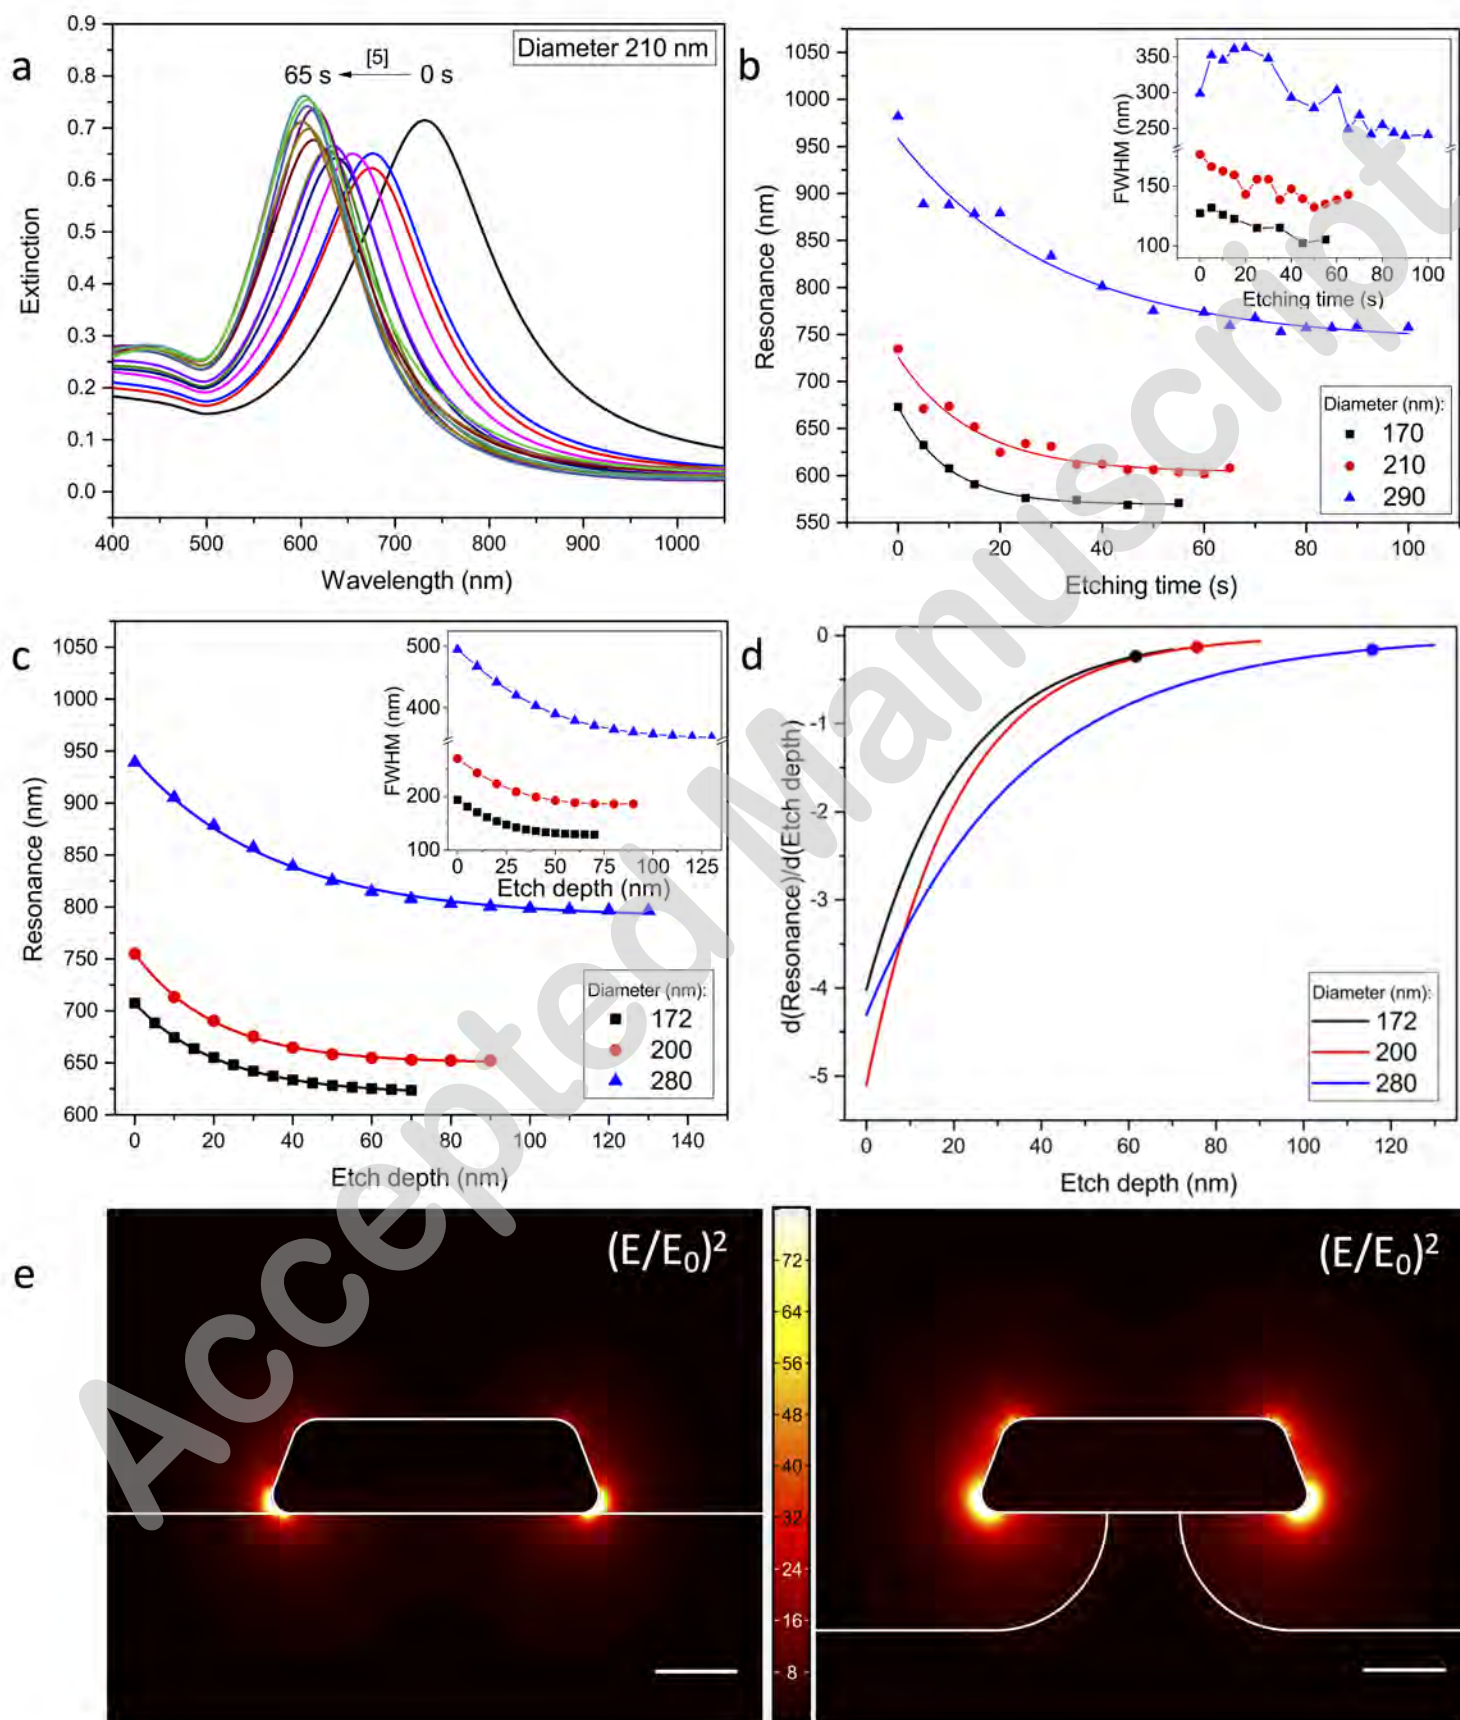 a
0.9
0.8
0.7
0.6
0.5
0.4
0.3
0.2
0.1
0.0
Extinction
Diameter 210 nm
65 s [5] 0 s
400 500 600 700 800 900 1000
Wavelength (nm)
b
1050
1000
950
900
850
800
750
700
650
600
550
Resonance (nm)
350
300
250
150
100
FWHM (nm)
0 20 40 60 80 100
Etching time (s)
Diameter (nm):
170
210
290
0 20 40 60 80 100
Etching time (s)
c
1050
1000
950
900
850
800
750
700
650
600
Resonance (nm)
500
400
200
100
FWHM (nm)
0 25 50 75 100 125
Etch depth (nm)
Diameter (nm):
172
200
280
0 20 40 60 80 100 120 140
Etch depth (nm)
d
0
-1
-2
-3
-4
-5
d(Resonance)/d(Etch depth)
Diameter (nm):
172
200
280
0 20 40 60 80 100 120
Etch depth (nm)
e
(E/E0)²
72
64
56
48
40
32
24
16
8
(E/E0)²
Accepted Manuscript